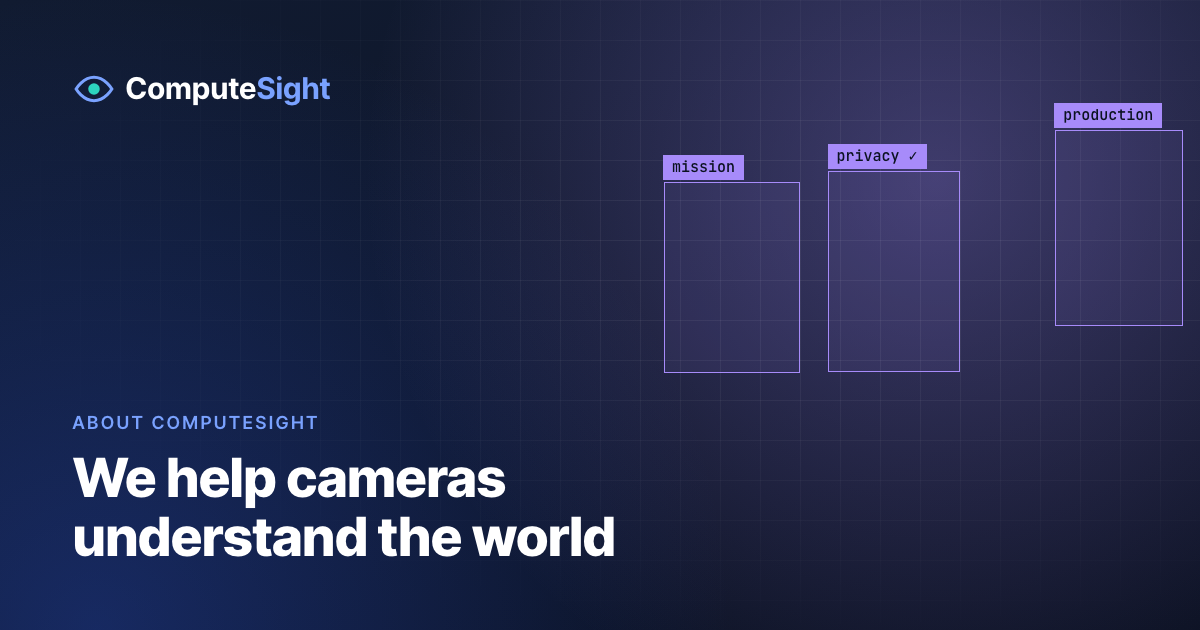 ComputeSight
production
privacy ✓
mission
ABOUT COMPUTESIGHT
We help cameras
understand the world